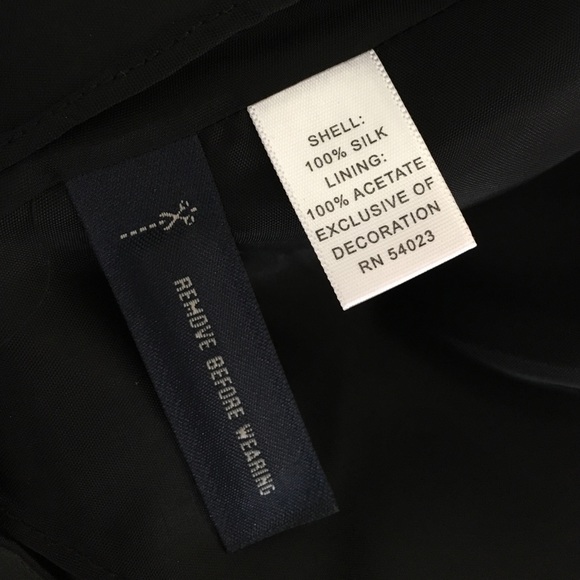 SHELL:
100% SILK
LINING:
100% ACETATE
EXCLUSIVE OF
DECORATION
RN 54023
REMOVE BEFORE WEARING